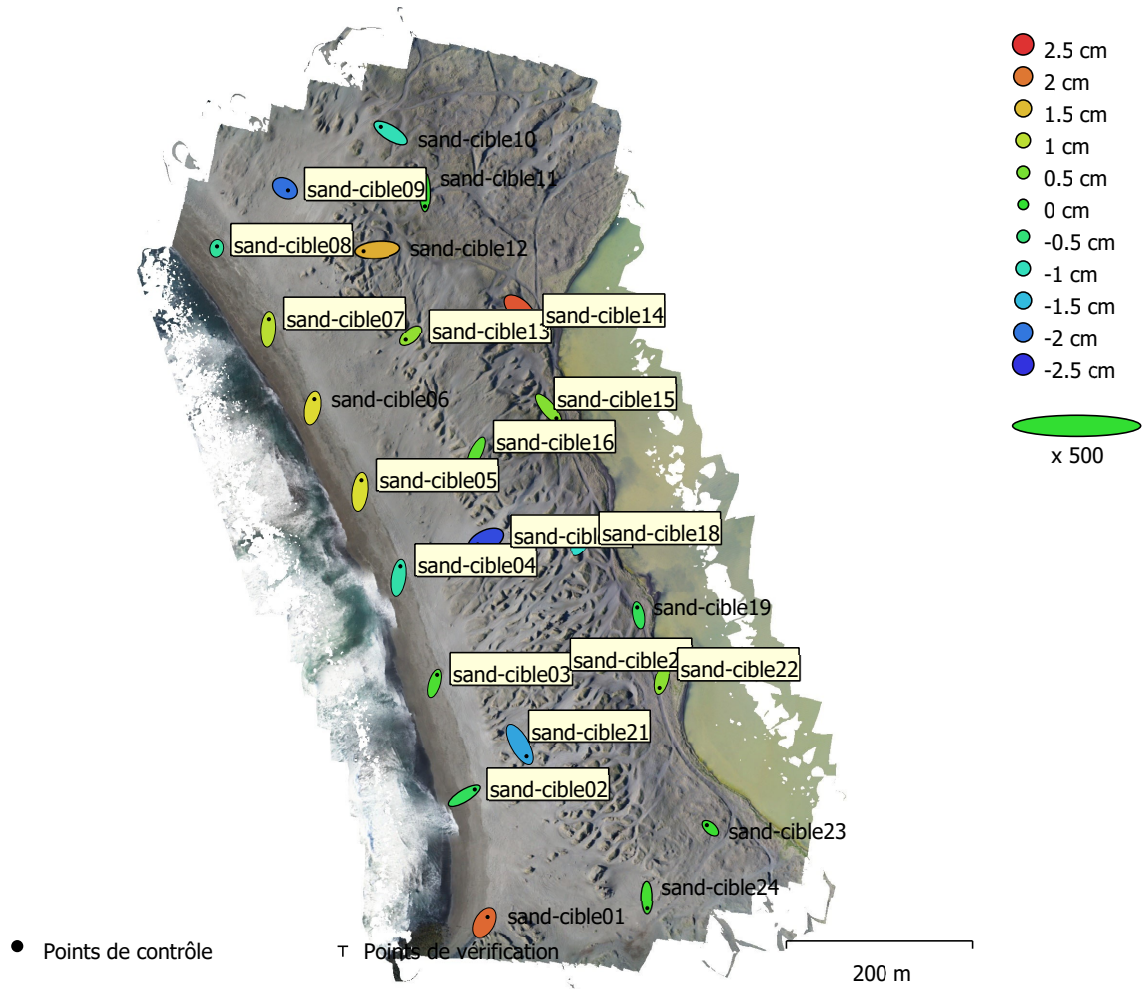 2.5 cm
2 cm
1.5 cm
1 cm
0.5 cm
0 cm
-0.5 cm
-1 cm
-1.5 cm
-2 cm
-2.5 cm
x 500
sand-cible10
sand-cible11
sand-cible09
sand-cible08
sand-cible12
sand-cible07
sand-cible14
sand-cible13
sand-cible06
sand-cible15
sand-cible16
sand-cible05
sand-cibl
sand-cible18
sand-cible04
sand-cible19
sand-cible03
sand-cible2
sand-cible22
sand-cible21
sand-cible02
sand-cible23
sand-cible24
sand-cible01
Points de contrôle
Points de vérification
200 m